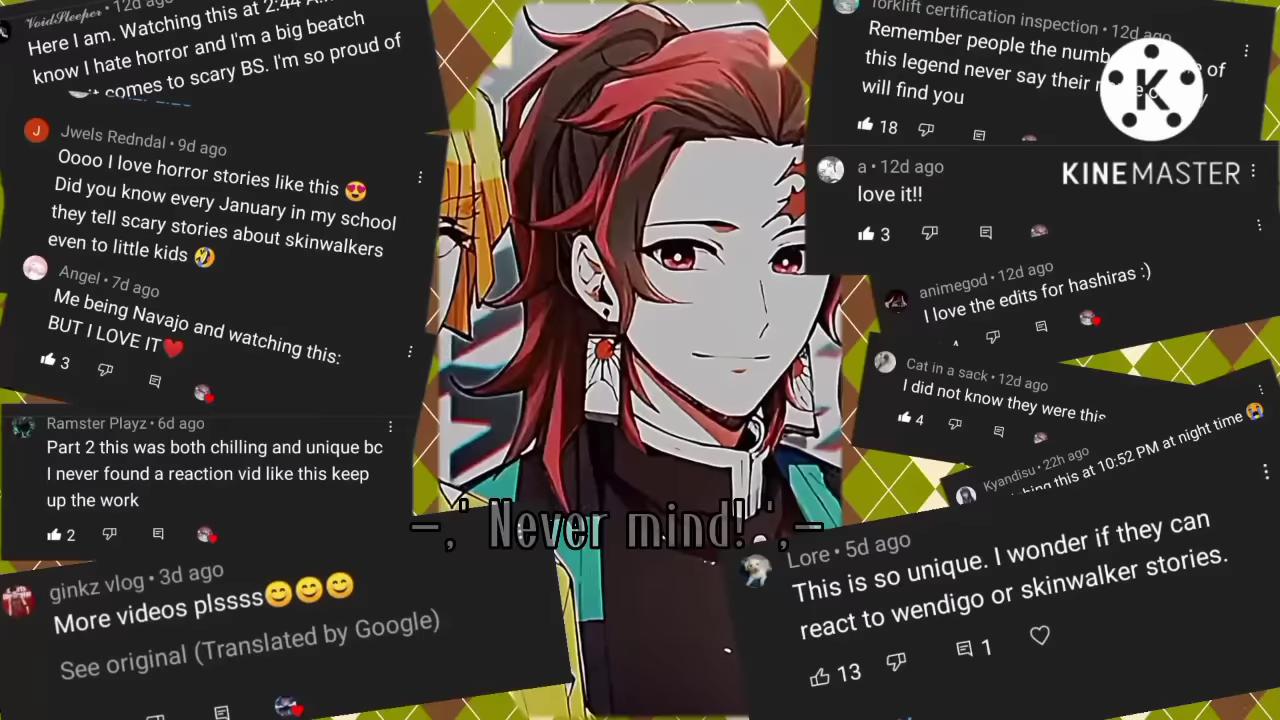 VoidSleeper • 12d ago
Here I am. Watching this at 2:44
know I hate horror and I'm a big beatch
it comes to scary BS. I'm so proud of
J
Jwels Redndal • 9d ago
Oooo I love horror stories like this 😍
Did you know every January in my school
they tell scary stories about skinwalkers
even to little kids 🤣
Angel • 7d ago
Me being Navajo and watching this:
BUT I LOVE IT❤️
3
Ramster Playz • 6d ago
Part 2 this was both chilling and unique bc
I never found a reaction vid like this keep
up the work
2
ginkz vlog • 3d ago
More videos plssss😊😊😊
See original (Translated by Google)
–,' Never mind! ',–
forklift certification inspection • 12d ago
Remember people the of
this legend never say their
will find you
18
K
KINEMASTER
a • 12d ago
love it!!
3
animegod • 12d ago
I love the edits for hashiras :)
Cat in a sack • 12d ago
I did not know they were this
4
Kyandisu • 22h ago
this at 10:52 PM at night time 😭
Lore • 5d ago
This is so unique. I wonder if they can
react to wendigo or skinwalker stories.
13 1